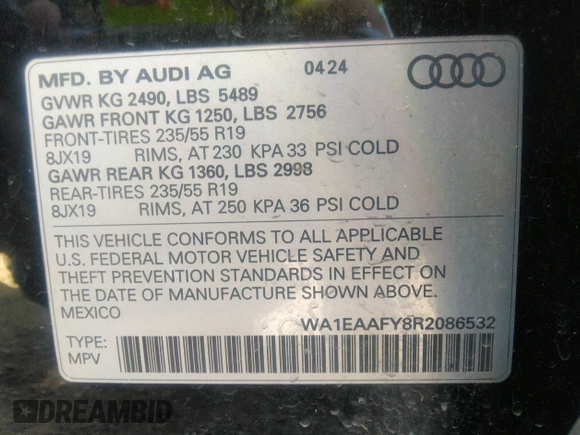 MFD. BY AUDI AG 0424
GVWR KG 2490, LBS 5489
GAWR FRONT KG 1250, LBS 2756
FRONT-TIRES 235/55 R19
8JX19 RIMS, AT 230 KPA 33 PSI COLD
GAWR REAR KG 1360, LBS 2998
REAR-TIRES 235/55 R19
8JX19 RIMS, AT 250 KPA 36 PSI COLD
THIS VEHICLE CONFORMS TO ALL APPLICABLE
U.S. FEDERAL MOTOR VEHICLE SAFETY AND
THEFT PREVENTION STANDARDS IN EFFECT ON
THE DATE OF MANUFACTURE SHOWN ABOVE.
MEXICO
WA1EAAFY8R2086532
TYPE:
MPV
DREAMBID